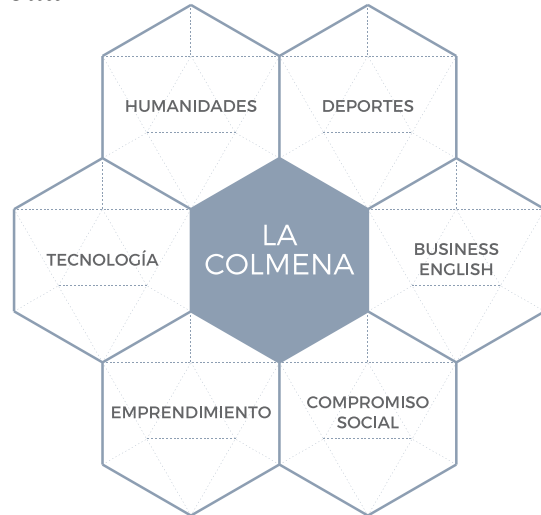 HUMANIDADES
DEPORTES
TECNOLOGÍA
LA
COLMENA
BUSINESS
ENGLISH
EMPRENDIMIENTO
COMPROMISO
SOCIAL